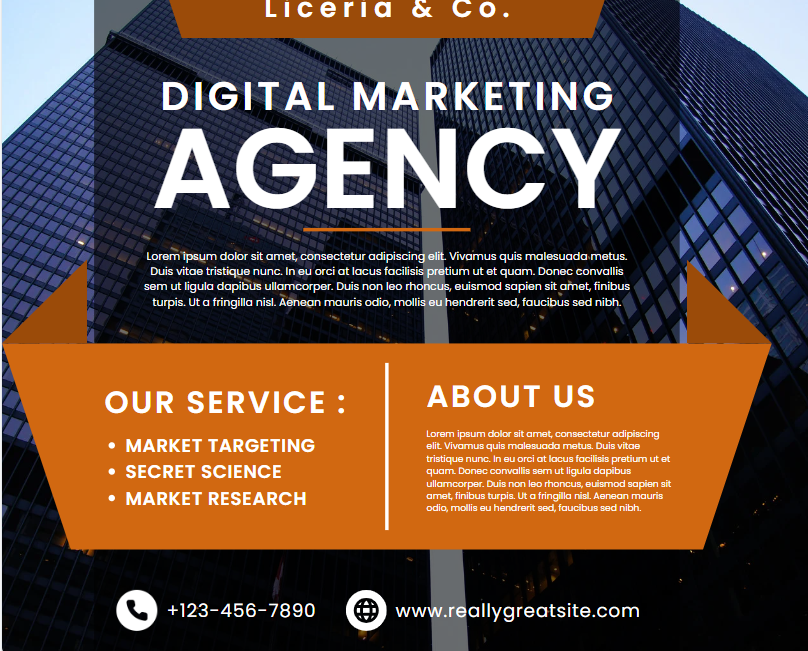 Liceria & Co.
DIGITAL MARKETING
AGENCY
Lorem ipsum dolor sit amet, consectetur adipiscing elit. Vivamus quis malesuada metus.
Duis vitae tristique nunc. In eu orci at lacus facilisis pretium ut et quam. Donec convallis
sem ut ligula dapibus ullamcorper. Duis non leo rhoncus, euismod sapien sit amet, finibus
turpis. Ut a fringilla nisl. Aenean mauris odio, mollis eu hendrerit sed, faucibus sed nibh.
OUR SERVICE :
• MARKET TARGETING
• SECRET SCIENCE
• MARKET RESEARCH
ABOUT US
Lorem ipsum dolor sit amet, consectetur adipiscing
elit. Vivamus quis malesuada metus. Duis vitae
tristique nunc. In eu orci at lacus facilisis pretium ut et
quam. Donec convallis sem ut ligula dapibus
ullamcorper. Duis non leo rhoncus, euismod sapien sit
amet, finibus turpis. Ut a fringilla nisl. Aenean mauris
odio, mollis eu hendrerit sed, faucibus sed nibh.
+123-456-7890
www.reallygreatsite.com